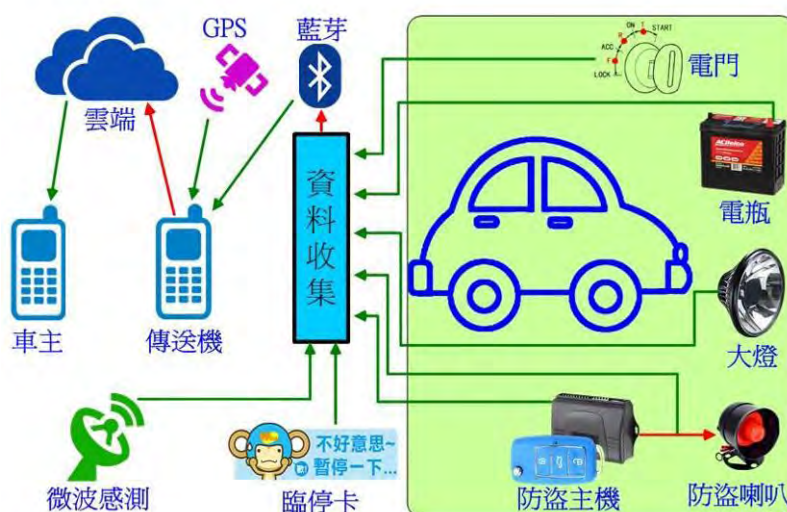 GPS
藍芽
雲端
ON
START
ACC
LOCK
電門
ACDelco
電瓶
資料收集
車主
傳送機
大燈
不好意思~
暫停一下...
微波感測
臨停卡
防盜主機
防盜喇叭